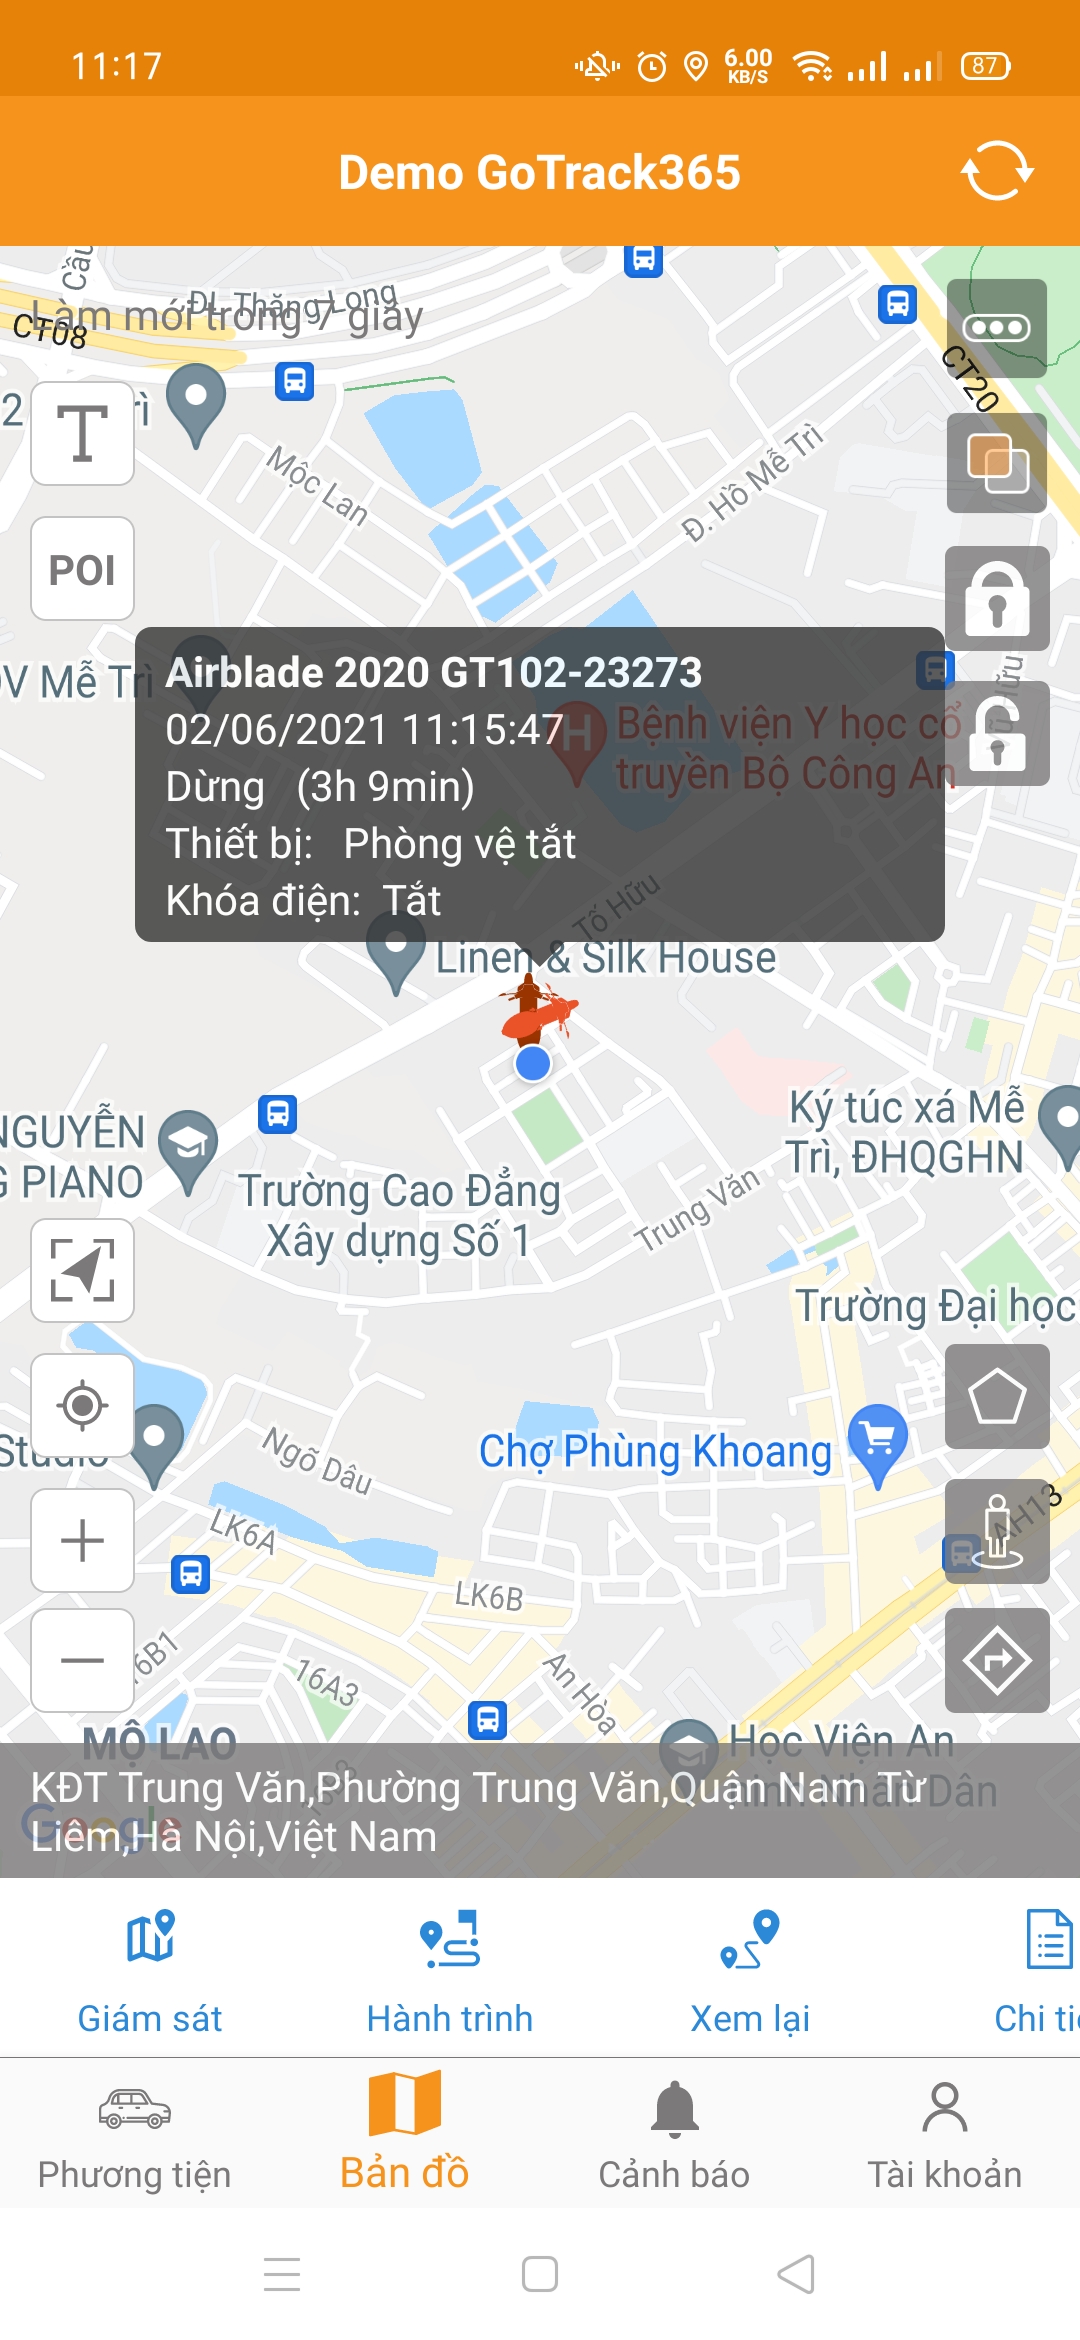 11:17
6.00
KB/S
87
Demo GoTrack365
Cầu
ĐL Thăng Long
Làm mới trong 7 giây
CT08
CT20
2
rì
T
Mộc Lan
Đ. Hồ Mễ Trì
POI
V Mễ Trì
Airblade 2020 GT102-23273
02/06/2021 11:15:47
Bệnh viện Y học cổ
truyền Bộ Công An
Dừng (3h 9min)
Thiết bị: Phòng vệ tắt
Khóa điện: Tắt
Tố Hữu
Linen & Silk House
NGUYỄN
G PIANO
Ký túc xá Mễ
Trì, ĐHQGHN
Trường Cao Đẳng
Xây dựng Số 1
Trung Văn
Trường Đại học
Studio
Ngõ Dâu
Chợ Phùng Khoang
AH13
LK6A
LK6B
16B1
16A3
An Hòa
MỘ LAO
Học Viện An
ninh Nhân Dân
KĐT Trung Văn,Phường Trung Văn,Quận Nam Từ
Liêm,Hà Nội,Việt Nam
Google
Giám sát
Hành trình
Xem lại
Chi ti
Phương tiện
Bản đồ
Cảnh báo
Tài khoản